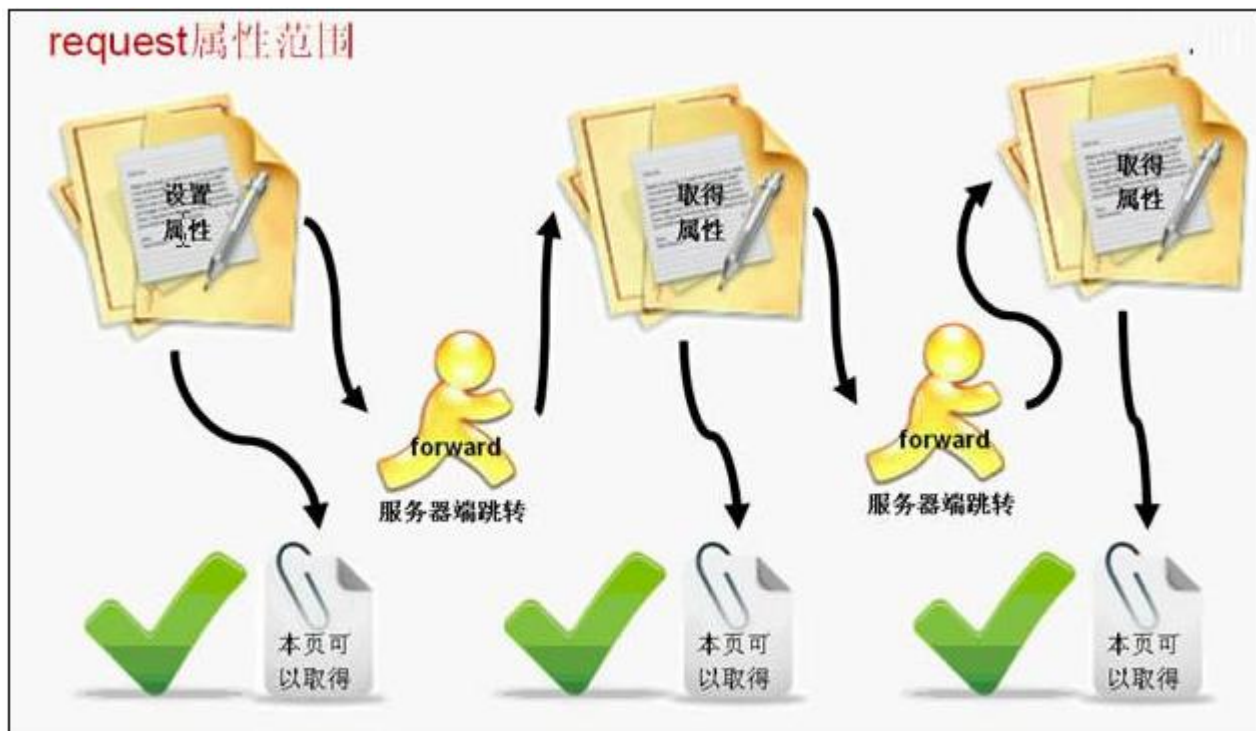 request属性范围
设置
属性
取得
属性
取得
属性
forward
服务器端跳转
forward
服务器端跳转
本页可
以取得
本页可
以取得
本页可
以取得